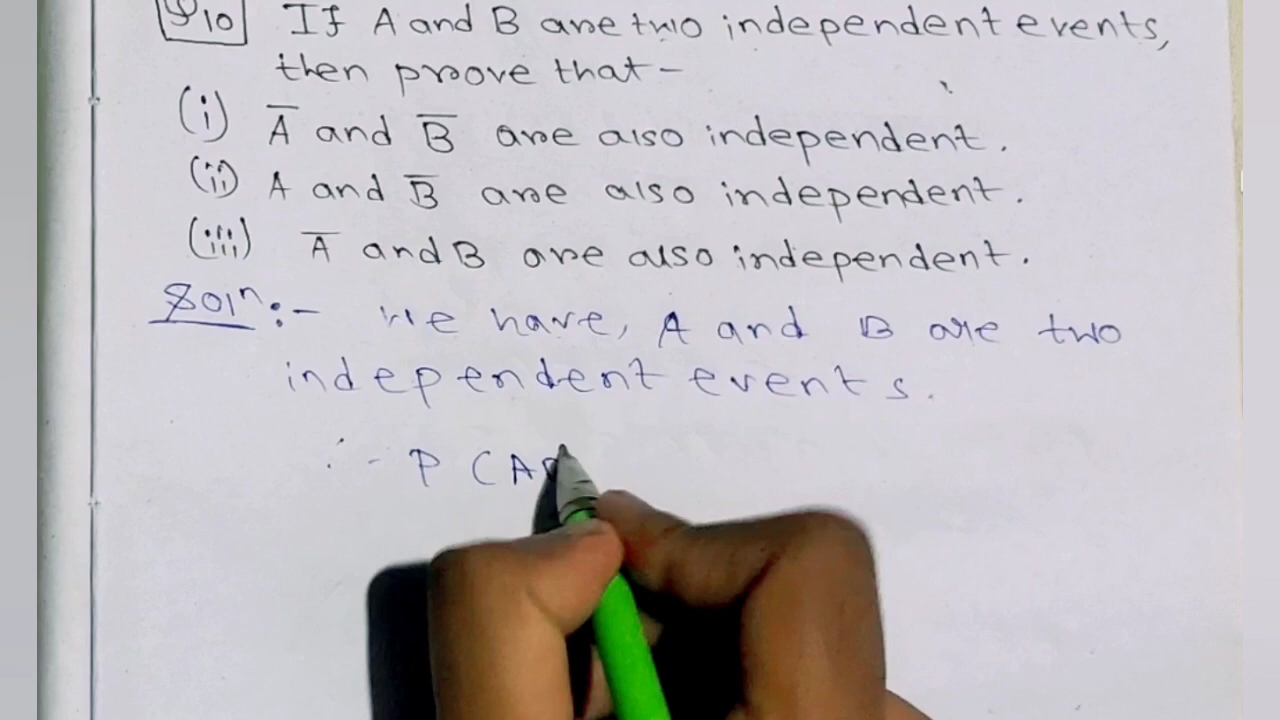 Q10 If A and B are two independent events,
then proove that –
(i) A̅ and B̅ are also independent.
(ii) A and B̅ are also independent.
(iii) A̅ and B are also independent.
Solⁿ:- We have, A and B are two
independent events.
∴ P (A